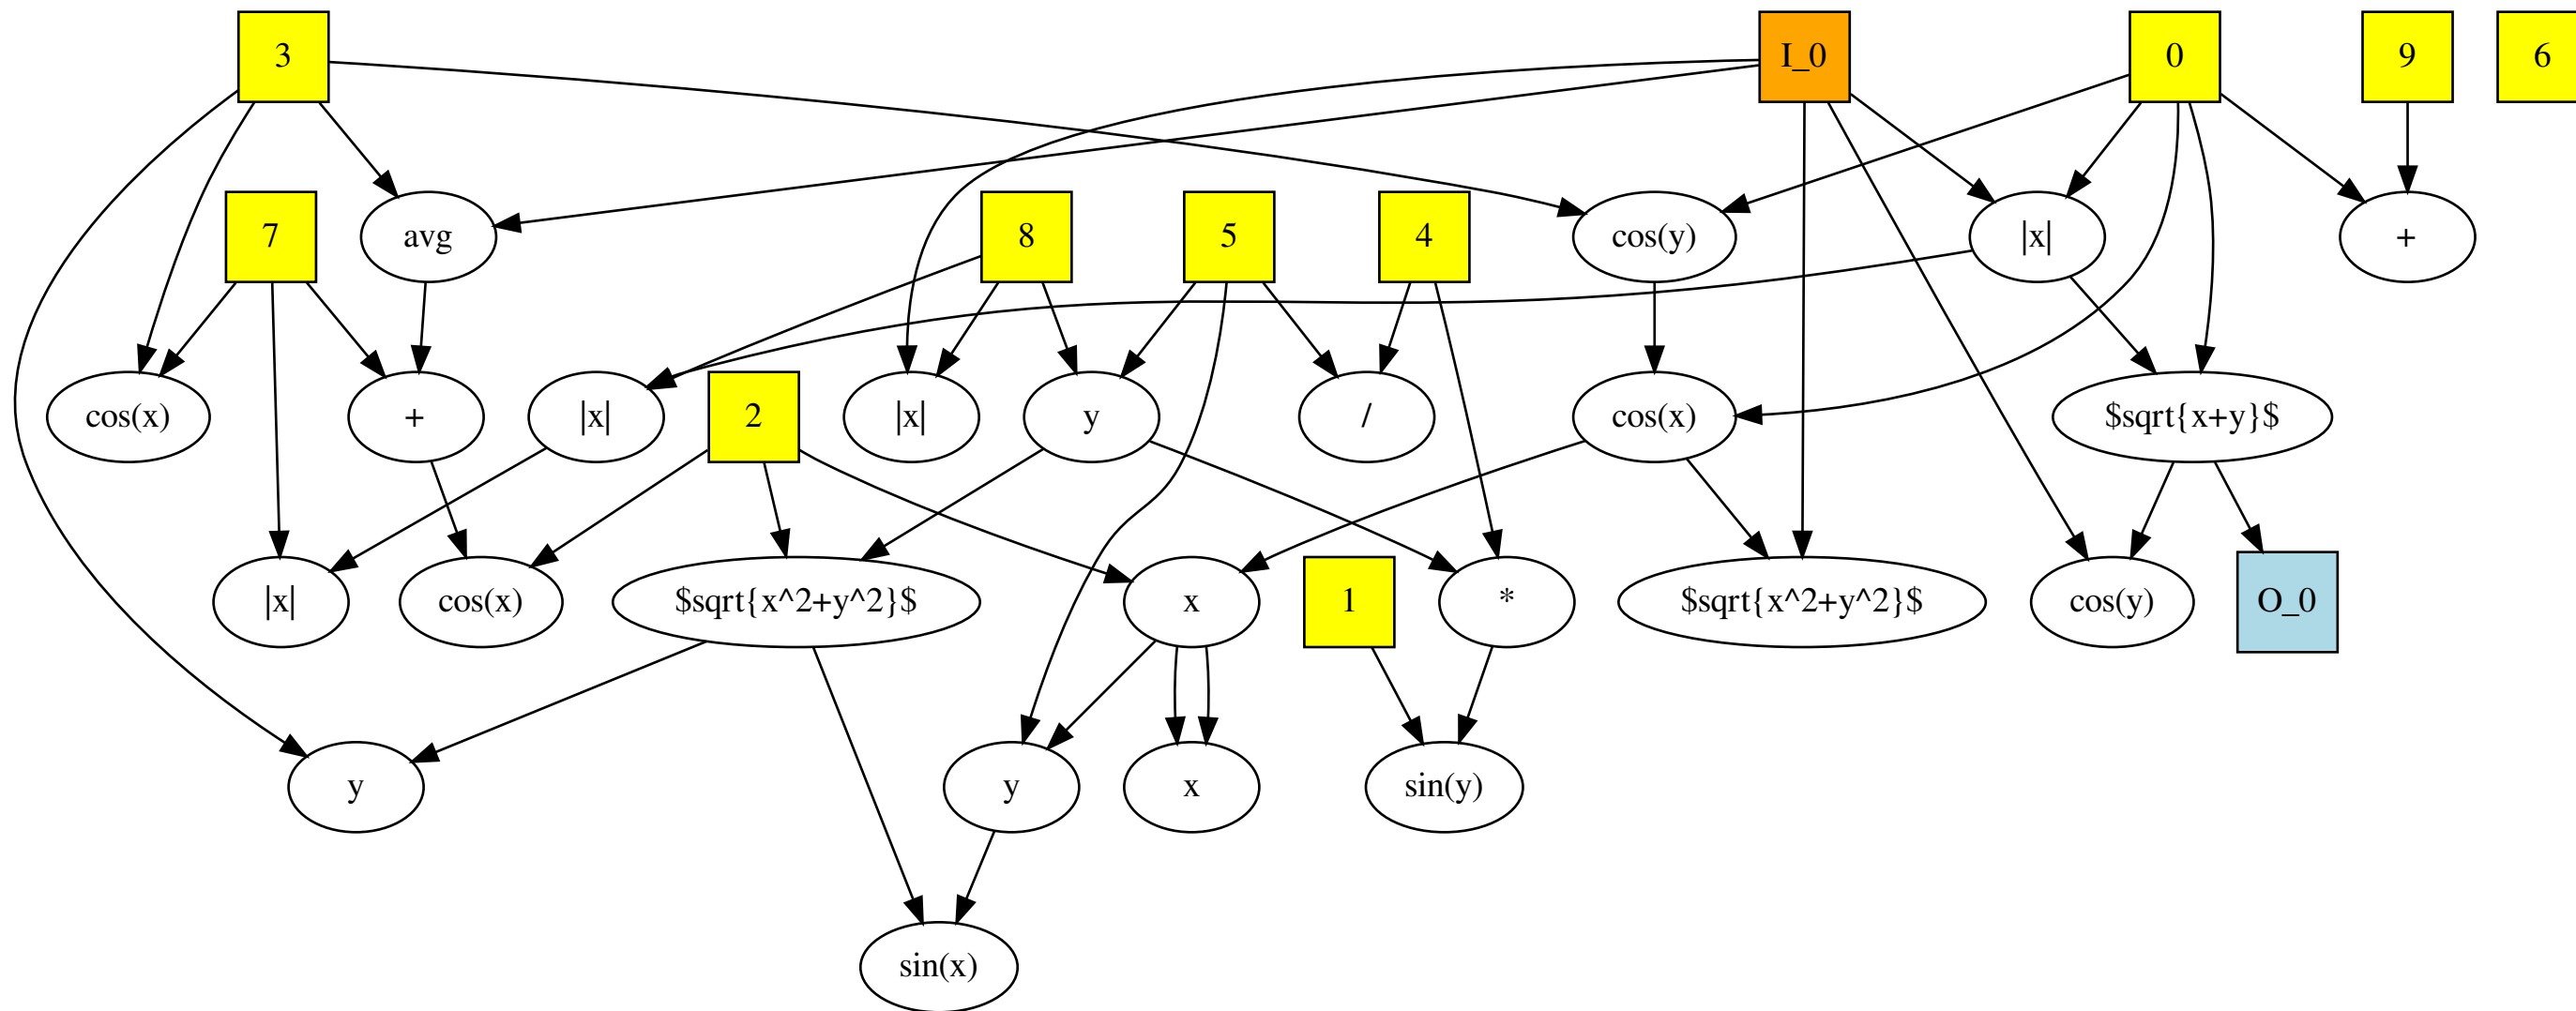 3
I_0
0
9
6
7
avg
8
5
4
cos(y)
|x|
+
cos(x)
+
|x|
2
|x|
y
/
cos(x)
$sqrt{x+y}$
|x|
cos(x)
$sqrt{x^2+y^2}$
x
1
*
$sqrt{x^2+y^2}$
cos(y)
O_0
y
y
x
sin(y)
sin(x)